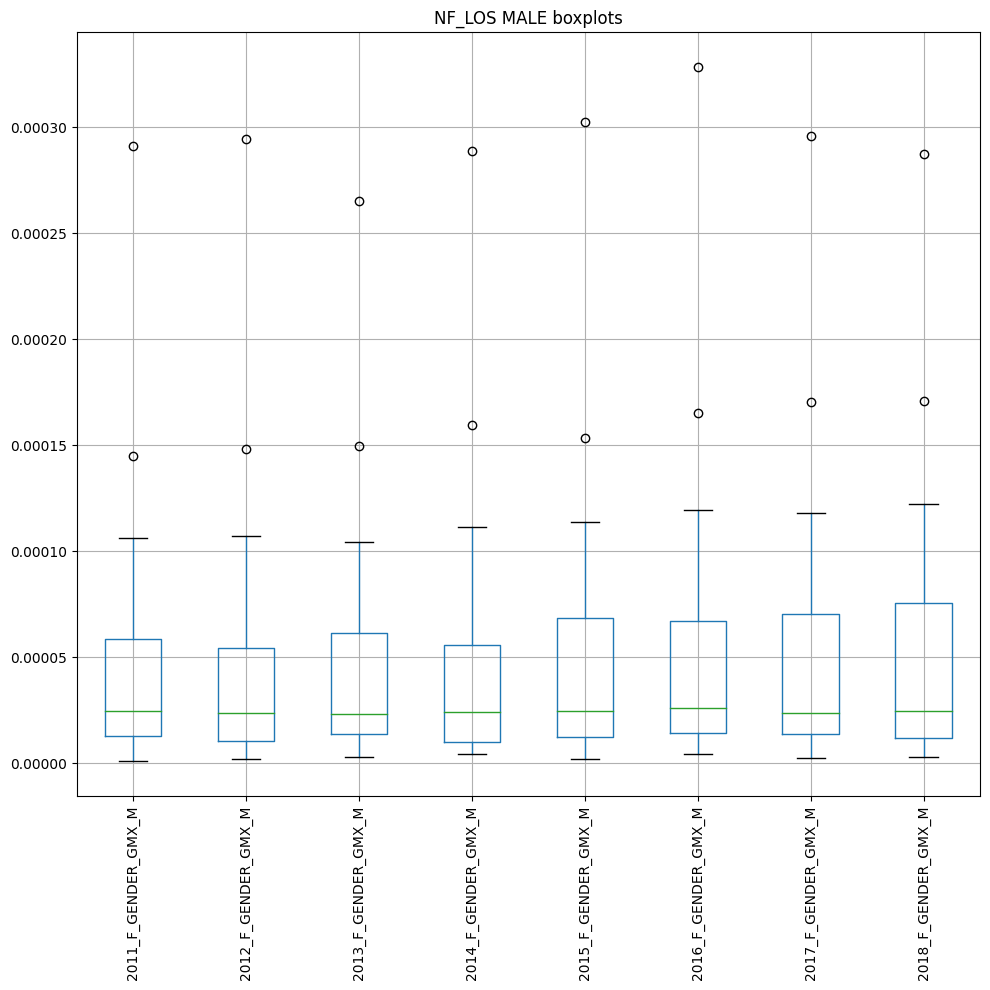 NF_LOS MALE boxplots
0.00030
0.00025
0.00020
0.00015
0.00010
0.00005
0.00000
2011_F_GENDER_GMX_M
2012_F_GENDER_GMX_M
2013_F_GENDER_GMX_M
2014_F_GENDER_GMX_M
2015_F_GENDER_GMX_M
2016_F_GENDER_GMX_M
2017_F_GENDER_GMX_M
2018_F_GENDER_GMX_M